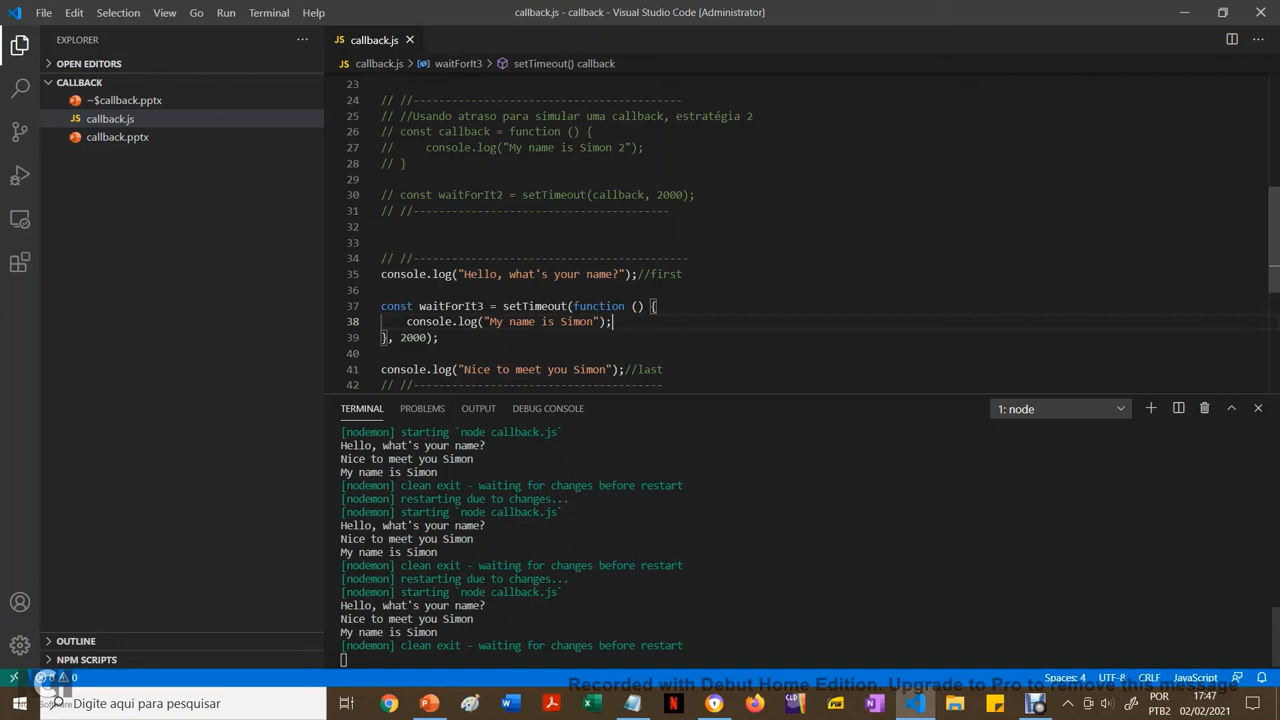 File Edit Selection View Go Run Terminal Help callback.js - callback - Visual Studio Code [Administrator]
EXPLORER
OPEN EDITORS
CALLBACK
~$callback.pptx
JS callback.js
callback.pptx
OUTLINE
NPM SCRIPTS
JS callback.js
JS callback.js > waitForIt3 > setTimeout() callback
23
24 // //------------------------------------------
25 // //Usando atraso para simular uma callback, estratégia 2
26 // const callback = function () {
27 //     console.log("My name is Simon 2");
28 // }
29
30 // const waitForIt2 = setTimeout(callback, 2000);
31 // //----------------------------------------
32
33
34 // //-------------------------------------------
35 console.log("Hello, what's your name?");//first
36
37 const waitForIt3 = setTimeout(function () {
38     console.log("My name is Simon");
39 }, 2000);
40
41 console.log("Nice to meet you Simon");//last
42 // //---------------------------------------
TERMINAL PROBLEMS OUTPUT DEBUG CONSOLE 1: node
[nodemon] starting `node callback.js`
Hello, what's your name?
Nice to meet you Simon
My name is Simon
[nodemon] clean exit - waiting for changes before restart
[nodemon] restarting due to changes...
[nodemon] starting `node callback.js`
Hello, what's your name?
Nice to meet you Simon
My name is Simon
[nodemon] clean exit - waiting for changes before restart
[nodemon] restarting due to changes...
[nodemon] starting `node callback.js`
Hello, what's your name?
Nice to meet you Simon
My name is Simon
[nodemon] clean exit - waiting for changes before restart
0 0 Spaces: 4 UTF-8 CRLF JavaScript
Recorded with Debut Home Edition. Upgrade to Pro to remove this message
Digite aqui para pesquisar
POR 17:47
PTB2 02/02/2021